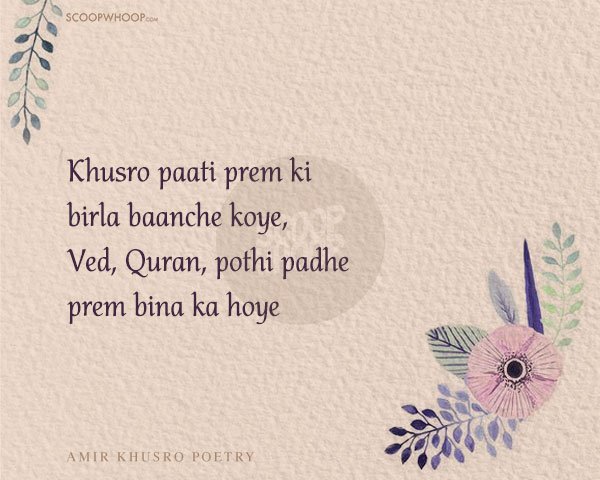 SCOOPWHOOP.COM
Khusro paati prem ki
birla baanche koye,
Ved, Quran, pothi padhe
prem bina ka hoye
AMIR KHUSRO POETRY